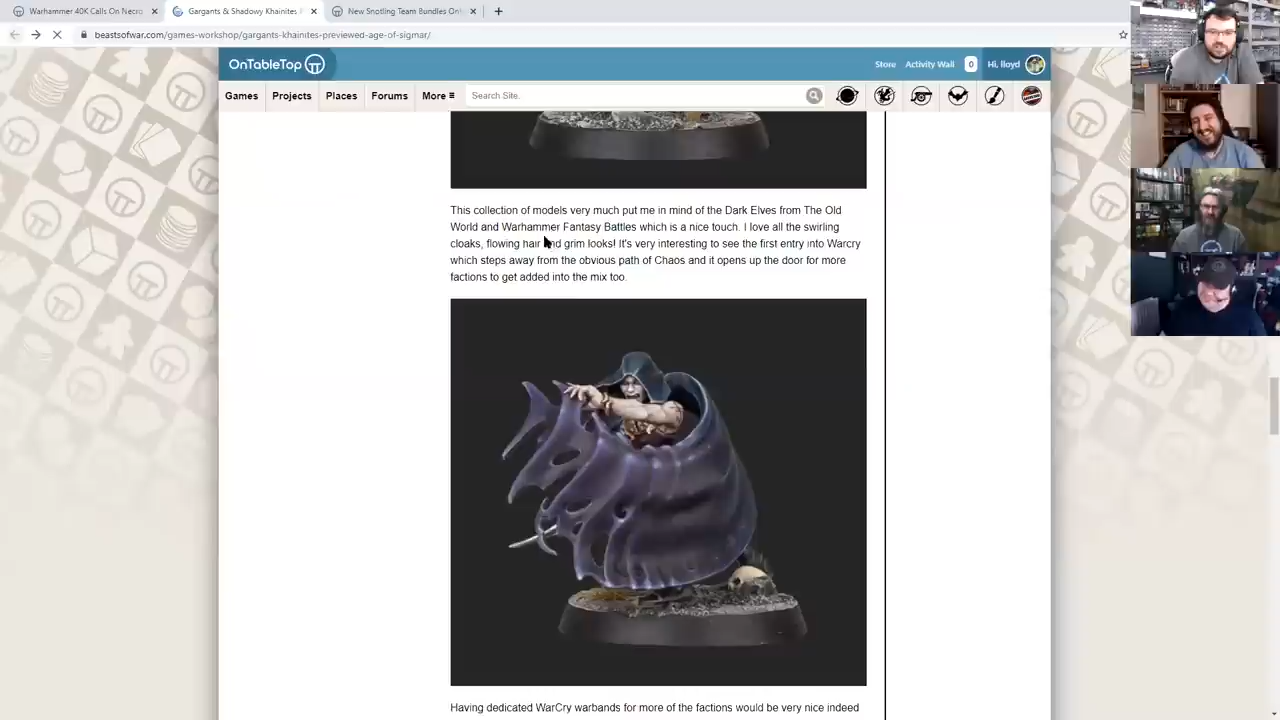 Warhammer 40K Calls On Necro
Gargants & Shadowy Khainites
New Snotling Team Bundles On
beastsofwar.com/games-workshop/gargants-khainites-previewed-age-of-sigmar/
OnTableTop
Store
Activity Wall
0
Hi, lloyd
Games
Projects
Places
Forums
More
Search Site.
This collection of models very much put me in mind of the Dark Elves from The Old
World and Warhammer Fantasy Battles which is a nice touch. I love all the swirling
cloaks, flowing hair and grim looks! It's very interesting to see the first entry into Warcry
which steps away from the obvious path of Chaos and it opens up the door for more
factions to get added into the mix too.
Having dedicated WarCry warbands for more of the factions would be very nice indeed